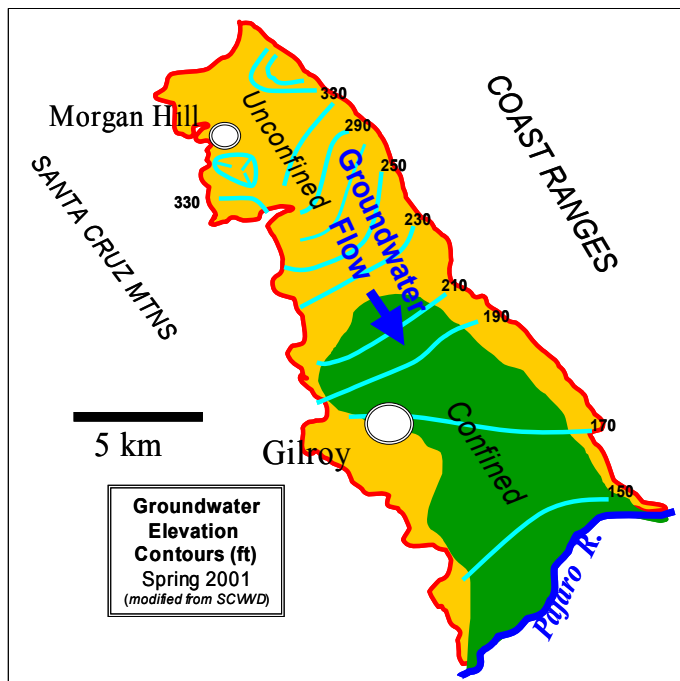 COAST RANGES
330
Morgan Hill
Unconfined
290
Groundwater
Flow
250
SANTA CRUZ MTNS
330
230
210
190
5 km
Confined
170
Gilroy
150
Groundwater
Elevation
Contours (ft)
Spring 2001
(modified from SCVWD)
Pajaro R.